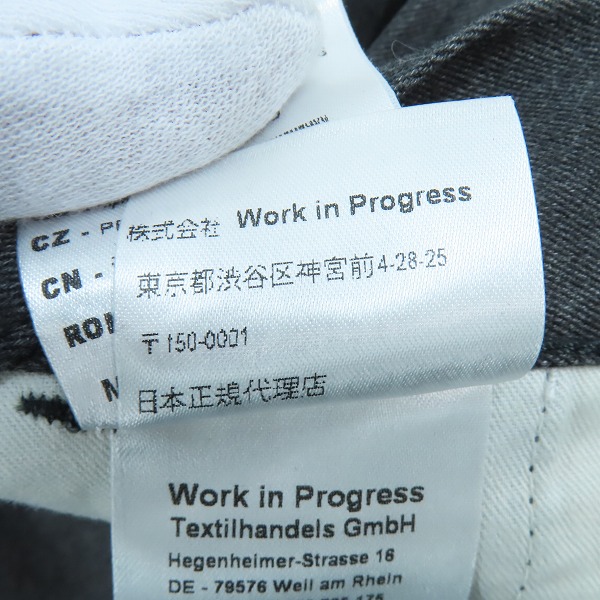 株式会社 Work in Progress
東京都渋谷区神宮前4-28-25
〒150-0001
日本正規代理店
CZ - P
CN -
RO
Work in Progress
Textilhandels GmbH
Hegenheimer-Strasse 16
DE - 79576 Weil am Rhein